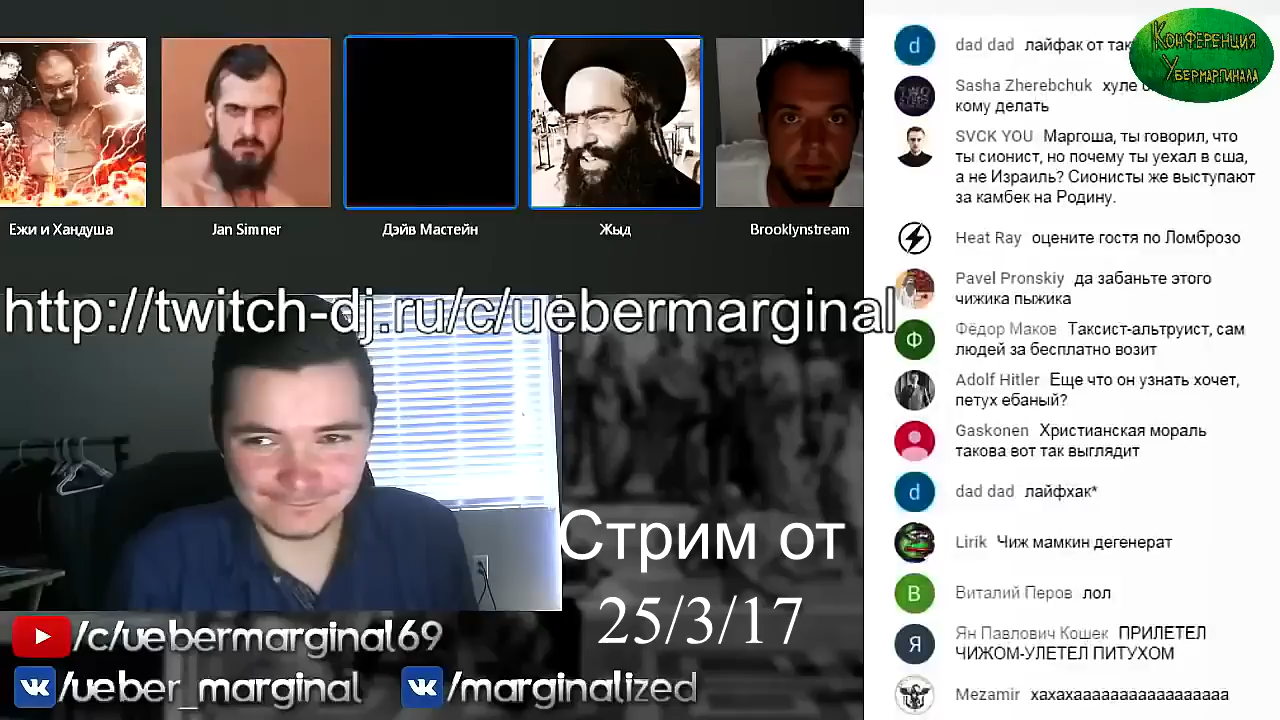 Ежи и Хандуша
Jan Simner
Дэйв Мастейн
Жыд
Brooklynstream
http://twitch-dj.ru/c/uebermarginal
Стрим от
25/3/17
/c/uebermarginal69
/ueber_marginal
/marginalized
Конференция
Убермаргинала
d
dad dad лайфак от
Sasha Zherebchuk хуле
кому делать
SVCK YOU Маргоша, ты говорил, что
ты сионист, но почему ты уехал в сша,
а не Израиль? Сионисты же выступают
за камбек на Родину.
Heat Ray оцените гостя по Ломброзо
Pavel Pronskiy да забаньте этого
чижика пыжика
Ф
Фёдор Маков Таксист-альтруист, сам
людей за бесплатно возит
Adolf Hitler Еще что он узнать хочет,
петух ебаный?
Gaskonen Христианская мораль
такова вот так выглядит
d
dad dad лайфхак*
Lirik Чиж мамкин дегенерат
В
Виталий Перов лол
Я
Ян Павлович Кошек ПРИЛЕТЕЛ
ЧИЖОМ-УЛЕТЕЛ ПИТУХОМ
Mezamir хахахааааааааааааааааа